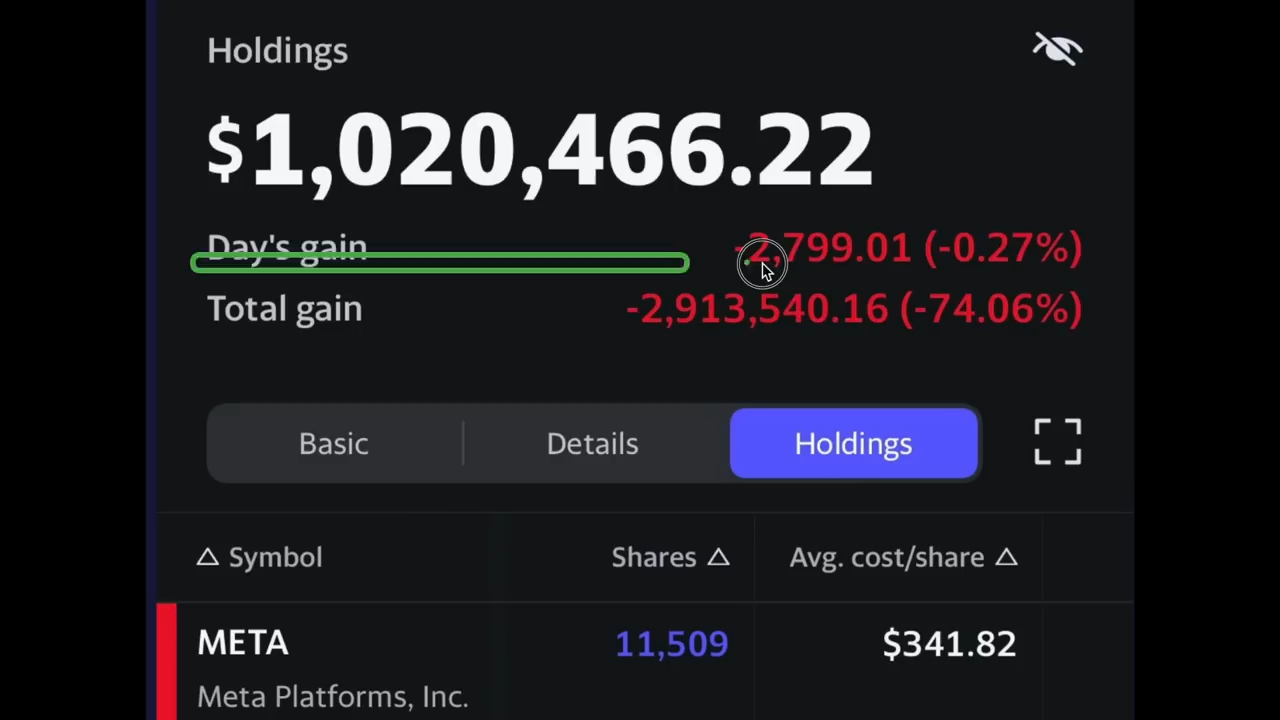 Holdings
$1,020,466.22
Day's gain -2,799.01 (-0.27%)
Total gain -2,913,540.16 (-74.06%)
Basic Details Holdings
△ Symbol Shares △ Avg. cost/share △
META 11,509 $341.82
Meta Platforms, Inc.